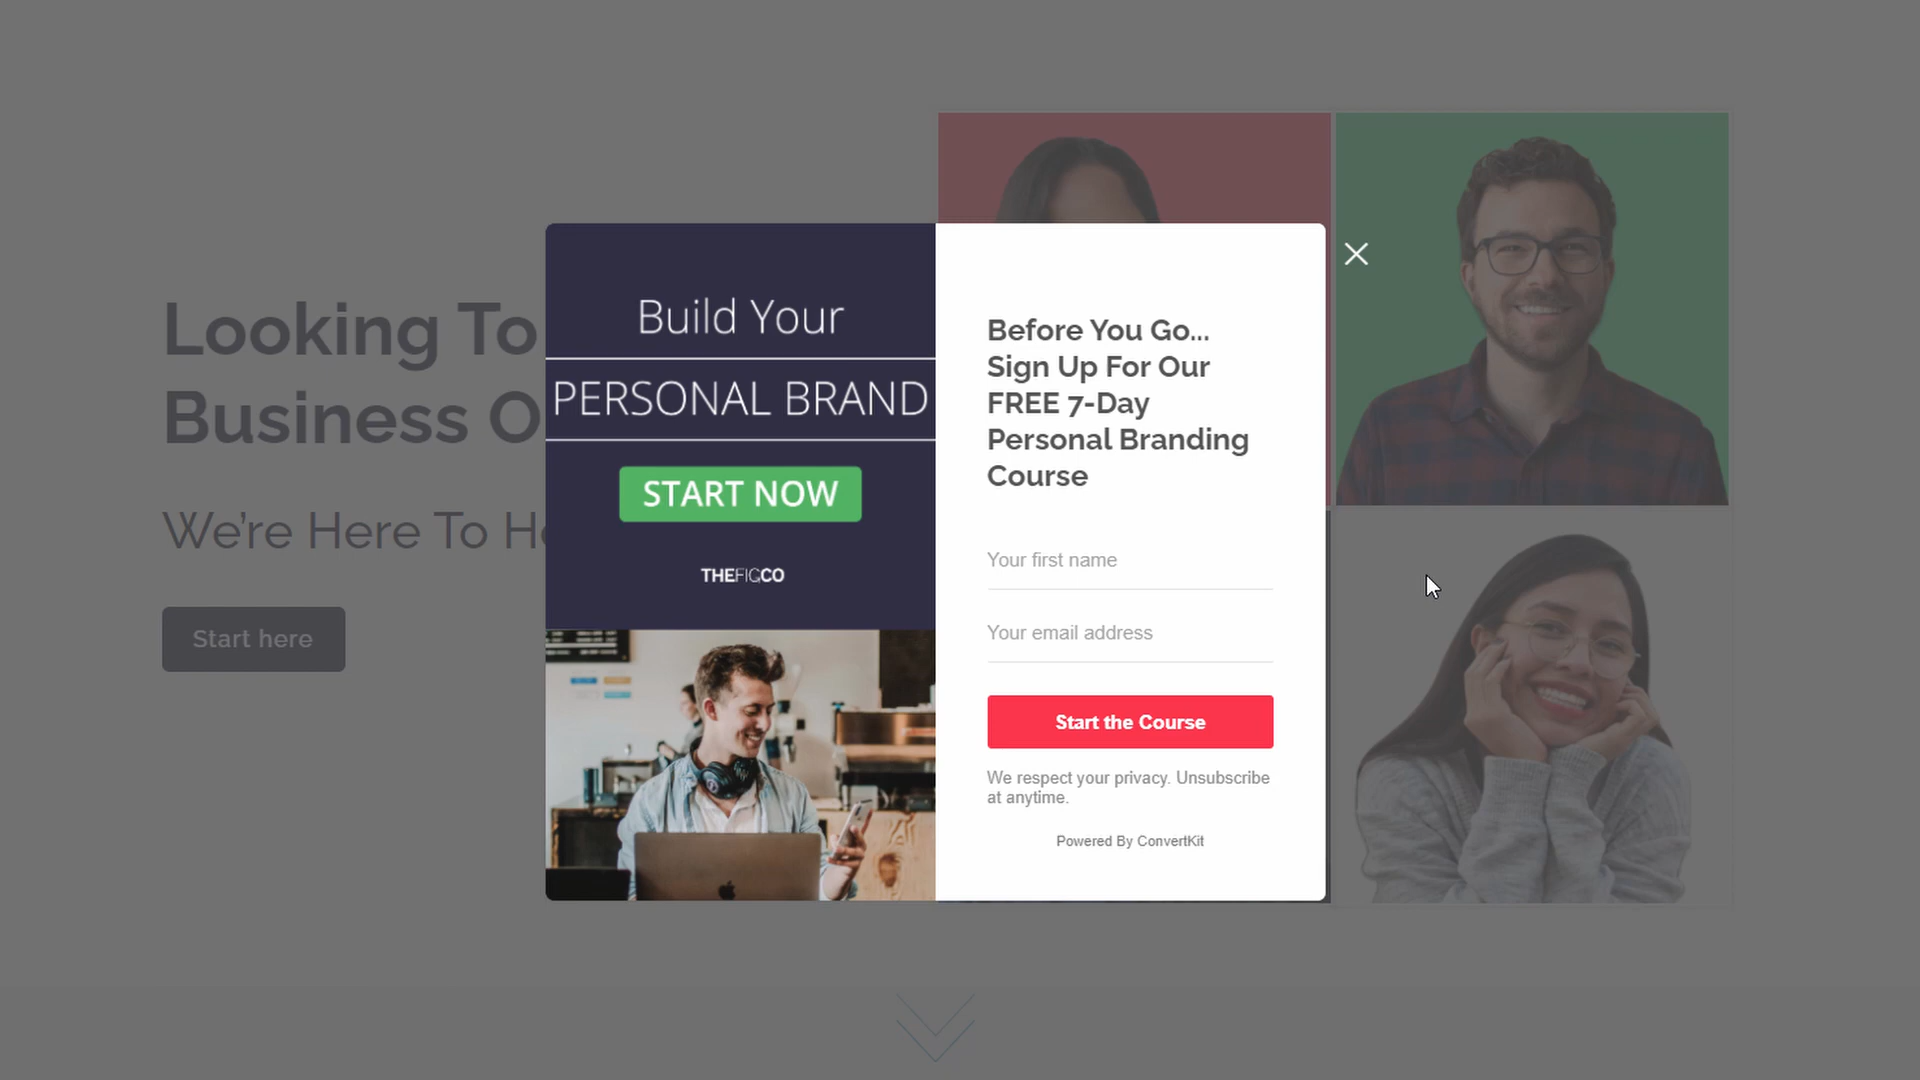 Looking To
Business O
We're Here To He
Start here
Build Your
PERSONAL BRAND
START NOW
THEFIGCO
Before You Go...
Sign Up For Our
FREE 7-Day
Personal Branding
Course
Your first name
Your email address
Start the Course
We respect your privacy. Unsubscribe
at anytime.
Powered By ConvertKit